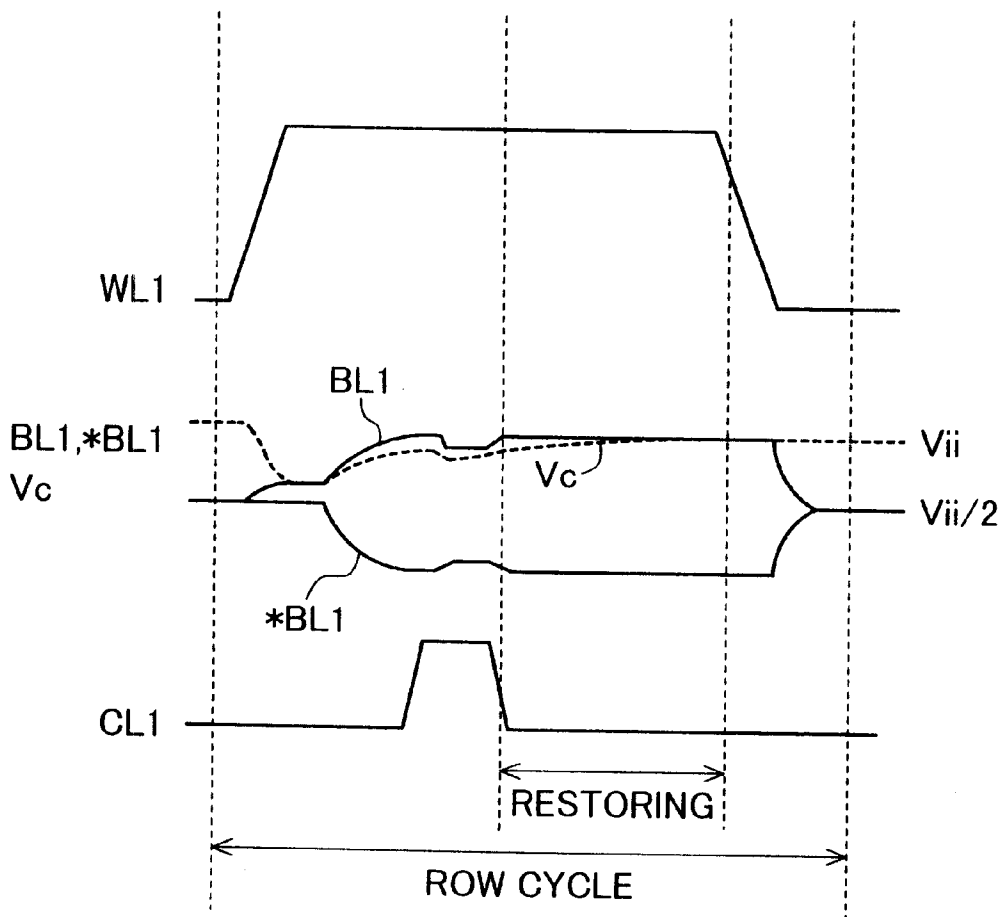 WL1
BL1
BL1,*BL1
Vii
Vc
Vc
Vii/2
*BL1
CL1
RESTORING
ROW CYCLE